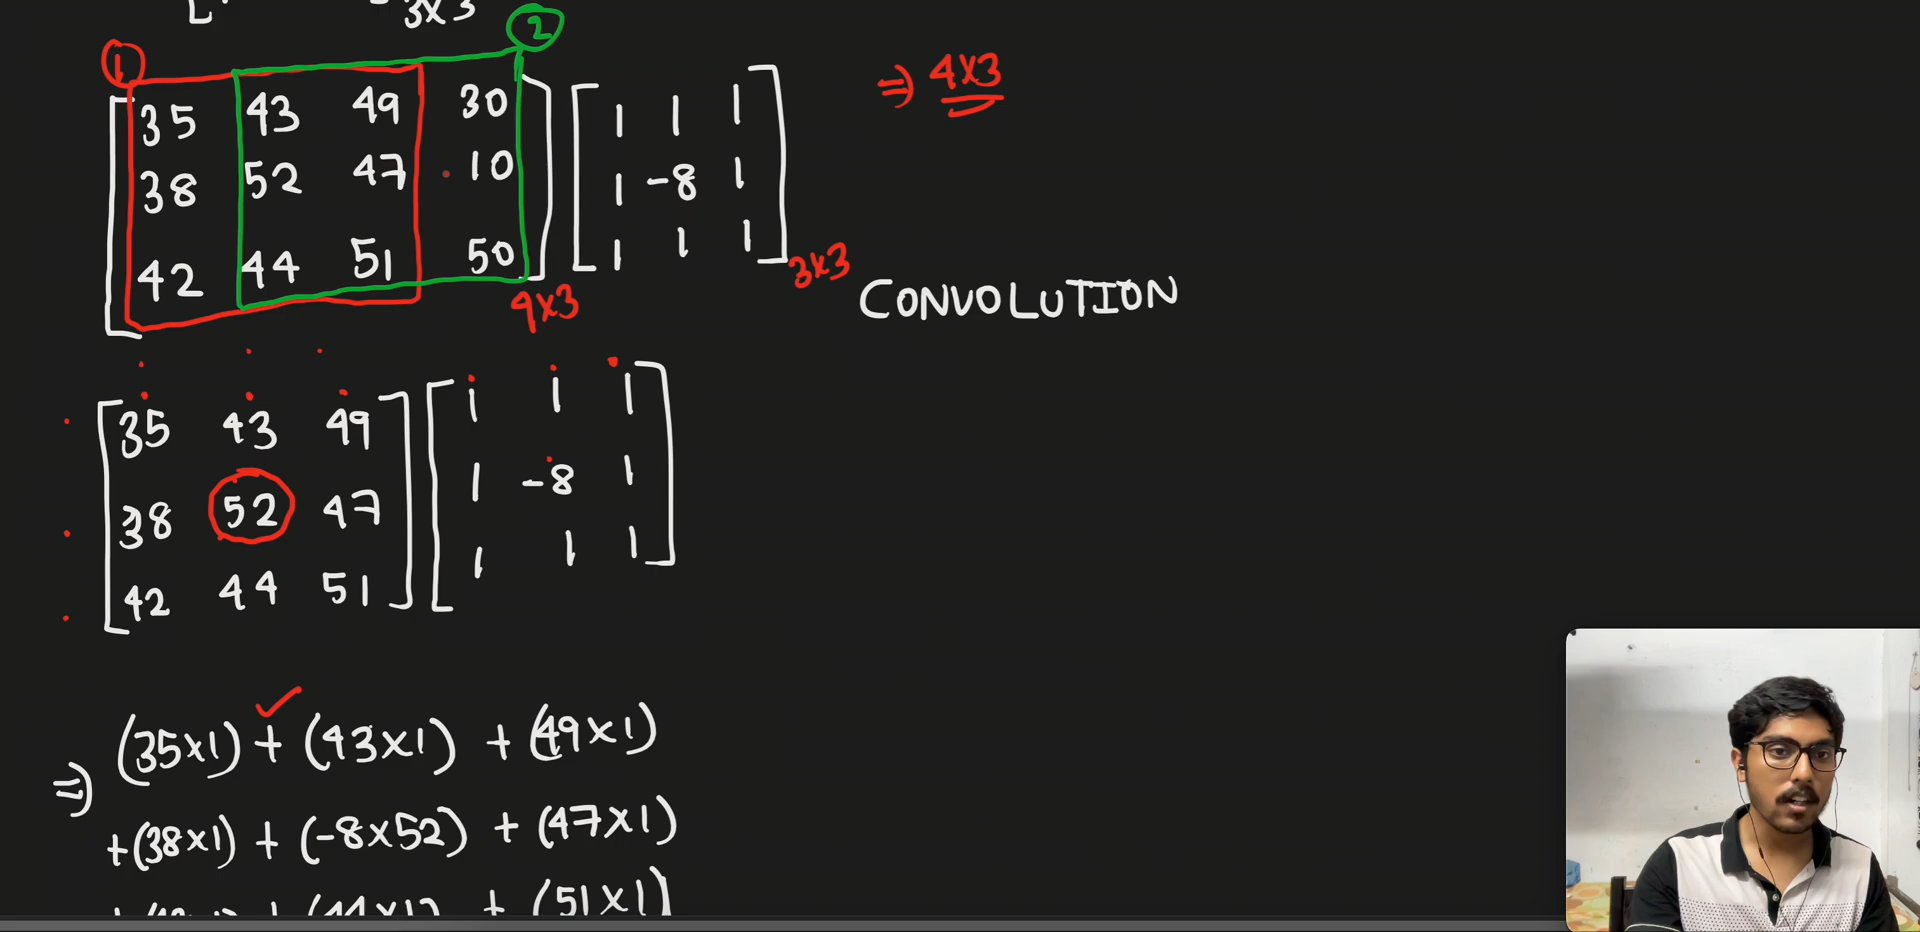 3x3
1 2
35 43 49 30 1 1 1 ⇒ 4x3
38 52 47 10 1 -8 1
42 44 51 50 1 1 1
4x3 3x3
CONVOLUTION
35 43 49 1 1 1
38 52 47 1 -8 1
42 44 51 1 1 1
⇒ (35x1) + (43x1) + (49x1)
+(38x1) + (-8x52) + (47x1)
+ (51x1)